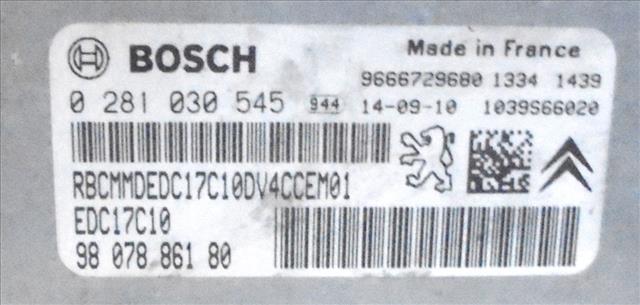 BOSCH
Made in France
9666729680 1334 1439
0 281 030 545 944 14-09-10 1039S66020
RBCMMDEDC17C10DV4CCEM01
EDC17C10
98 078 861 80